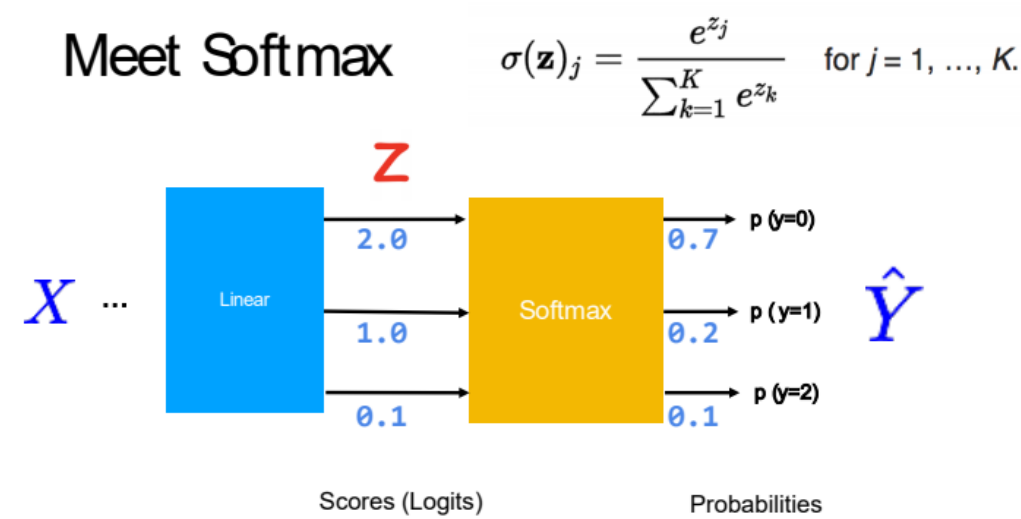 Meet Softmax
σ(z)_j = e^{z_j} / ∑_{k=1}^{K} e^{z_k} for j = 1, ..., K.
Z
2.0
0.7
p (y=0)
X ...
Linear
1.0
Softmax
0.2
p (y=1)
Ŷ
0.1
0.1
p (y=2)
Scores (Logits)
Probabilities